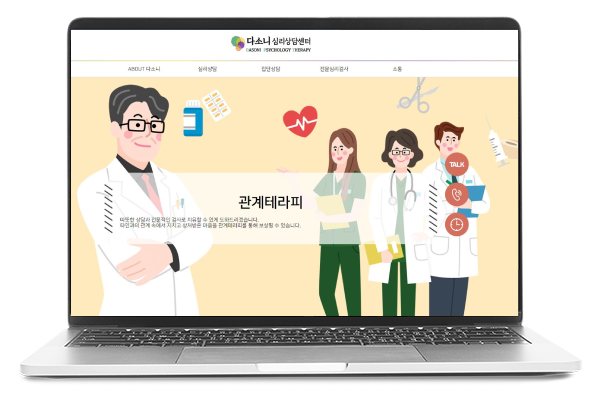 다소니 심리상담센터
DASONI PSYCHOLOGY THERAPY
ABOUT 다소니 심리상담 집단상담 전문심리검사 소통
관계테라피
따뜻한 상담과 전문적인 검사로 치유할 수 있게 도와드리겠습니다.
타인과의 관계 속에서 지치고 상처받은 마음을 관계테라피를 통해 보상될 수 있습니다.
TALK